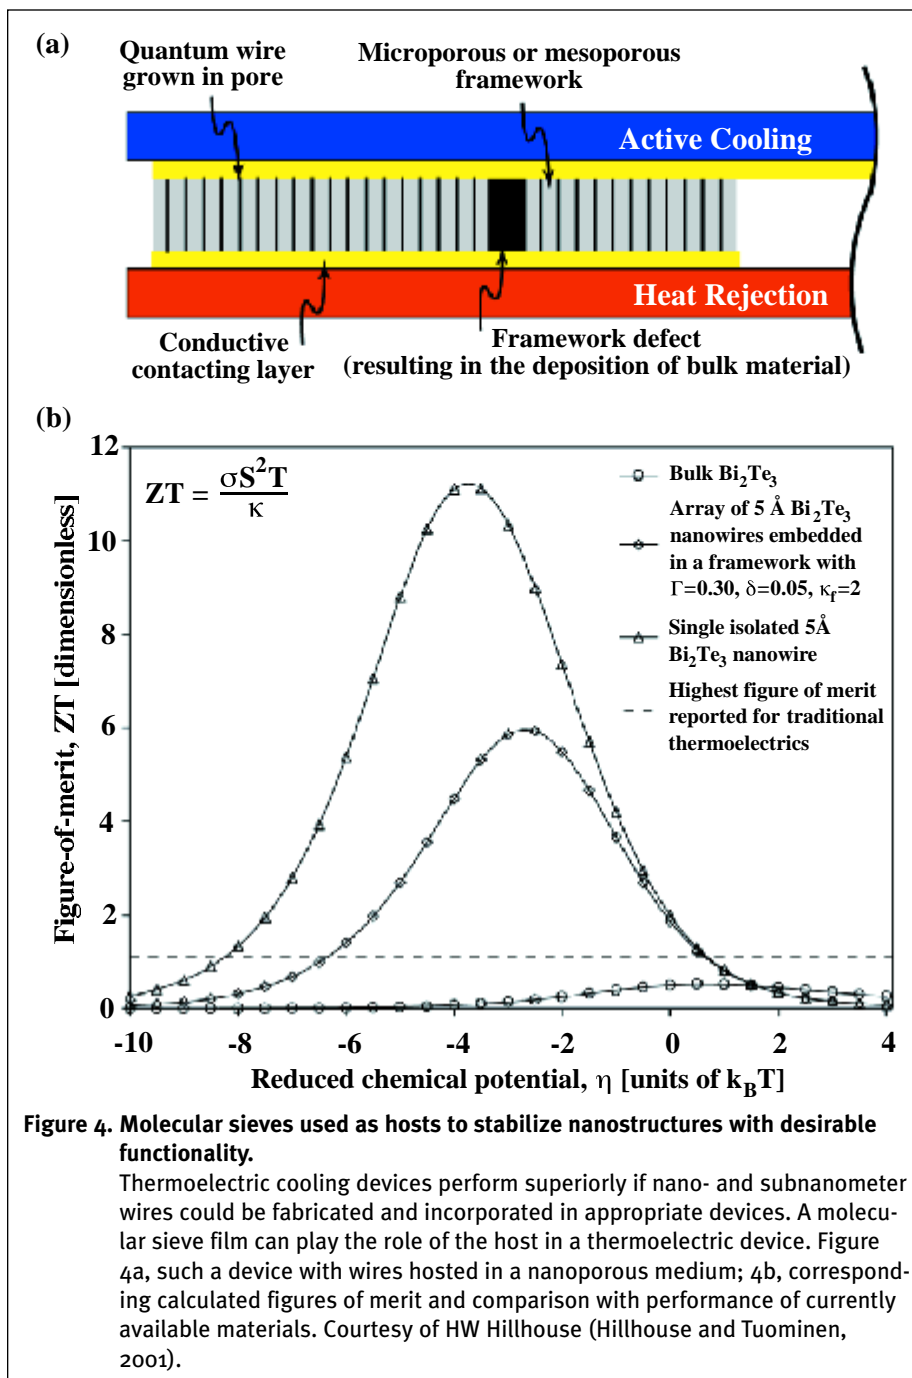 (a)
Quantum wire
grown in pore
Microporous or mesoporous
framework
Active Cooling
Heat Rejection
Conductive
contacting layer
Framework defect
(resulting in the deposition of bulk material)
(b)
Figure-of-merit, ZT [dimensionless]
12
10
8
6
4
2
0
ZT = σS²T
κ
Bulk Bi₂Te₃
Array of 5 Å Bi₂Te₃
nanowires embedded
in a framework with
Γ=0.30, δ=0.05, κf=2
Single isolated 5Å
Bi₂Te₃ nanowire
Highest figure of merit
reported for traditional
thermoelectrics
-10 -8 -6 -4 -2 0 2 4
Reduced chemical potential, η [units of kBT]
Figure 4. Molecular sieves used as hosts to stabilize nanostructures with desirable
functionality.
Thermoelectric cooling devices perform superiorly if nano- and subnanometer
wires could be fabricated and incorporated in appropriate devices. A molecu-
lar sieve film can play the role of the host in a thermoelectric device. Figure
4a, such a device with wires hosted in a nanoporous medium; 4b, correspond-
ing calculated figures of merit and comparison with performance of currently
available materials. Courtesy of HW Hillhouse (Hillhouse and Tuominen,
2001).